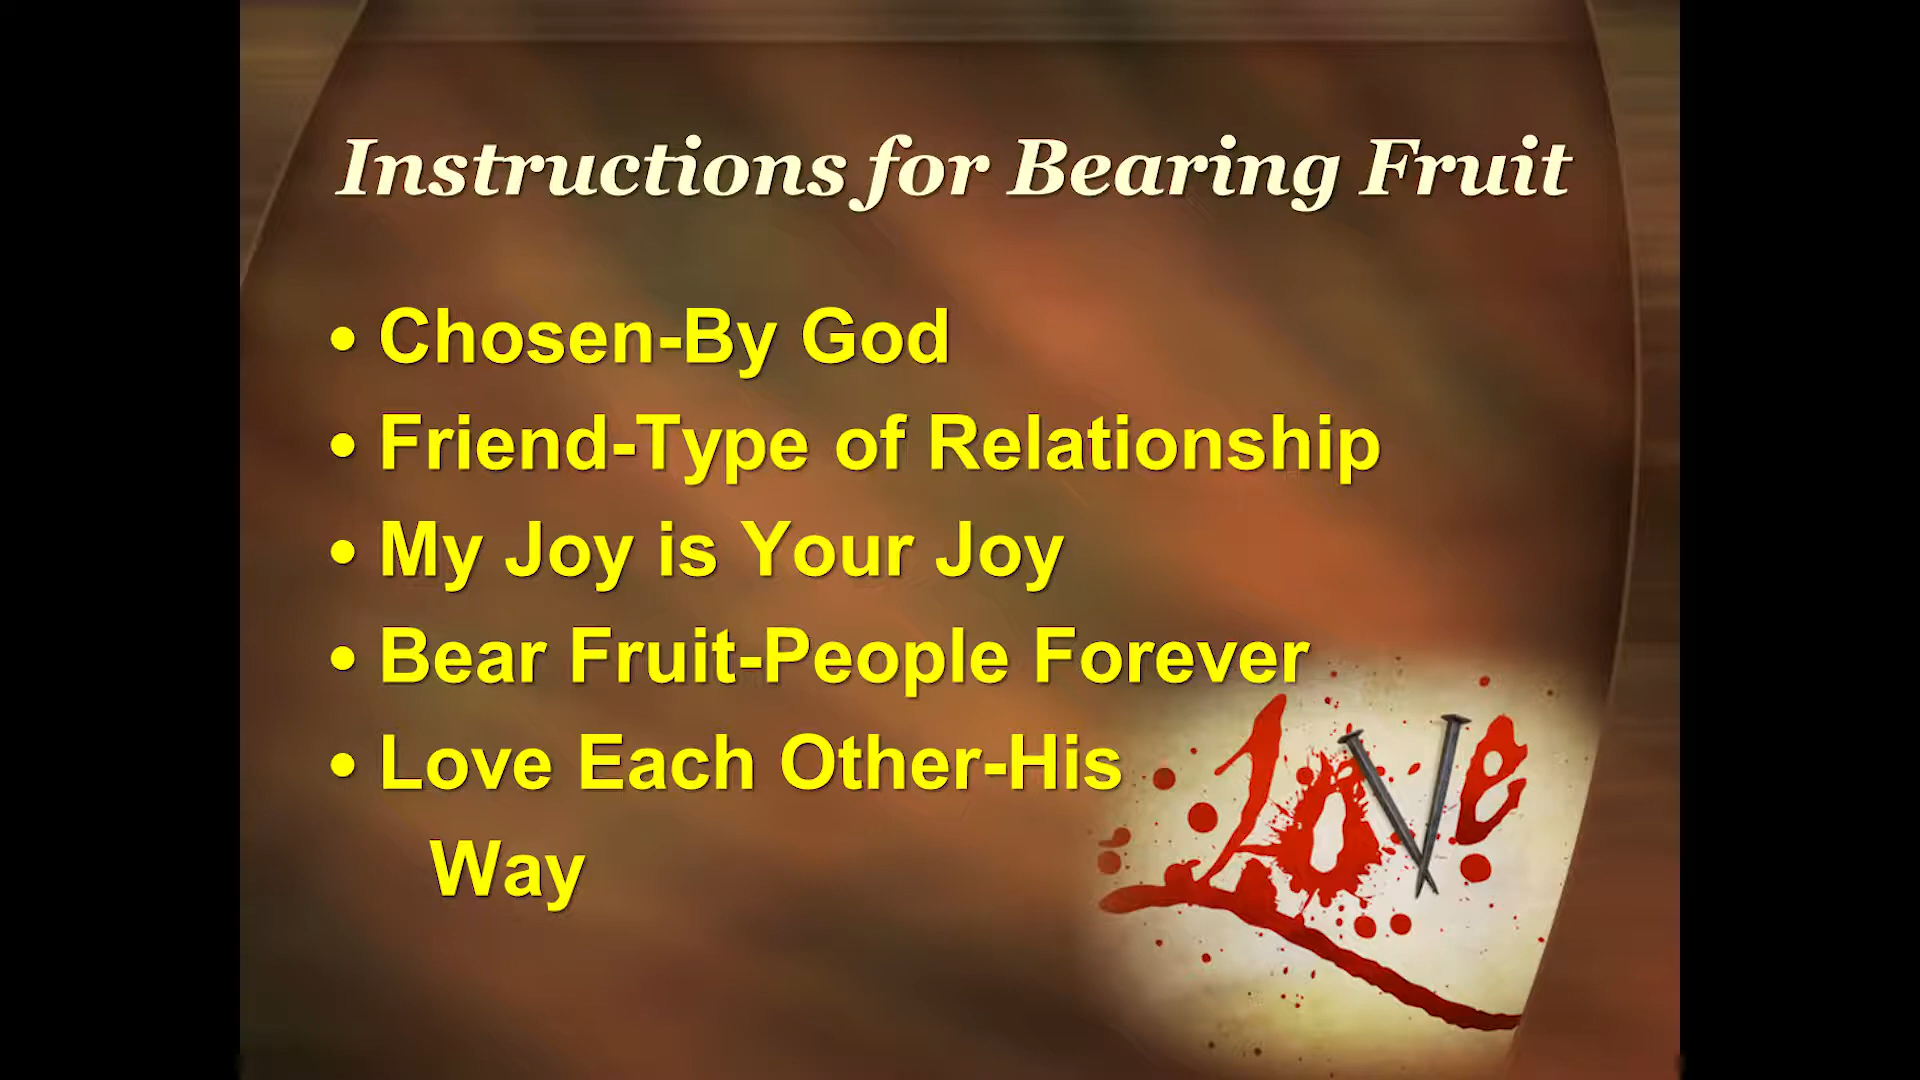 Instructions for Bearing Fruit
• Chosen-By God
• Friend-Type of Relationship
• My Joy is Your Joy
• Bear Fruit-People Forever
• Love Each Other-His
Way
Love